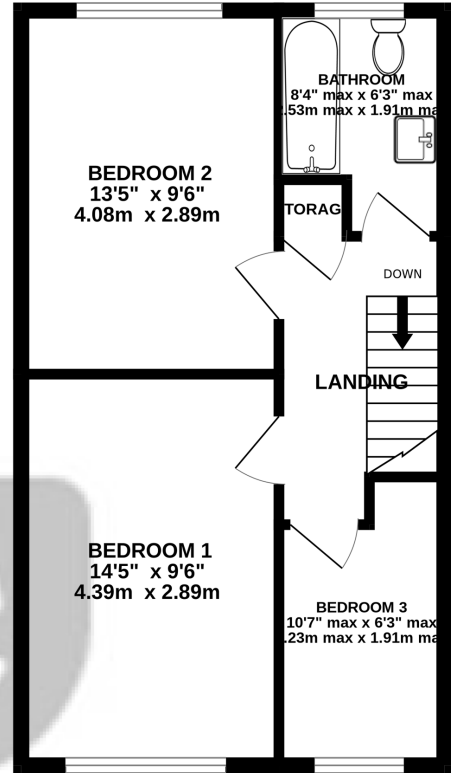 BATHROOM
8'4" max x 6'3" max
.53m max x 1.91m ma
BEDROOM 2
13'5" x 9'6"
4.08m x 2.89m
TORAG
DOWN
LANDING
BEDROOM 1
14'5" x 9'6"
4.39m x 2.89m
BEDROOM 3
10'7" max x 6'3" max
.23m max x 1.91m ma